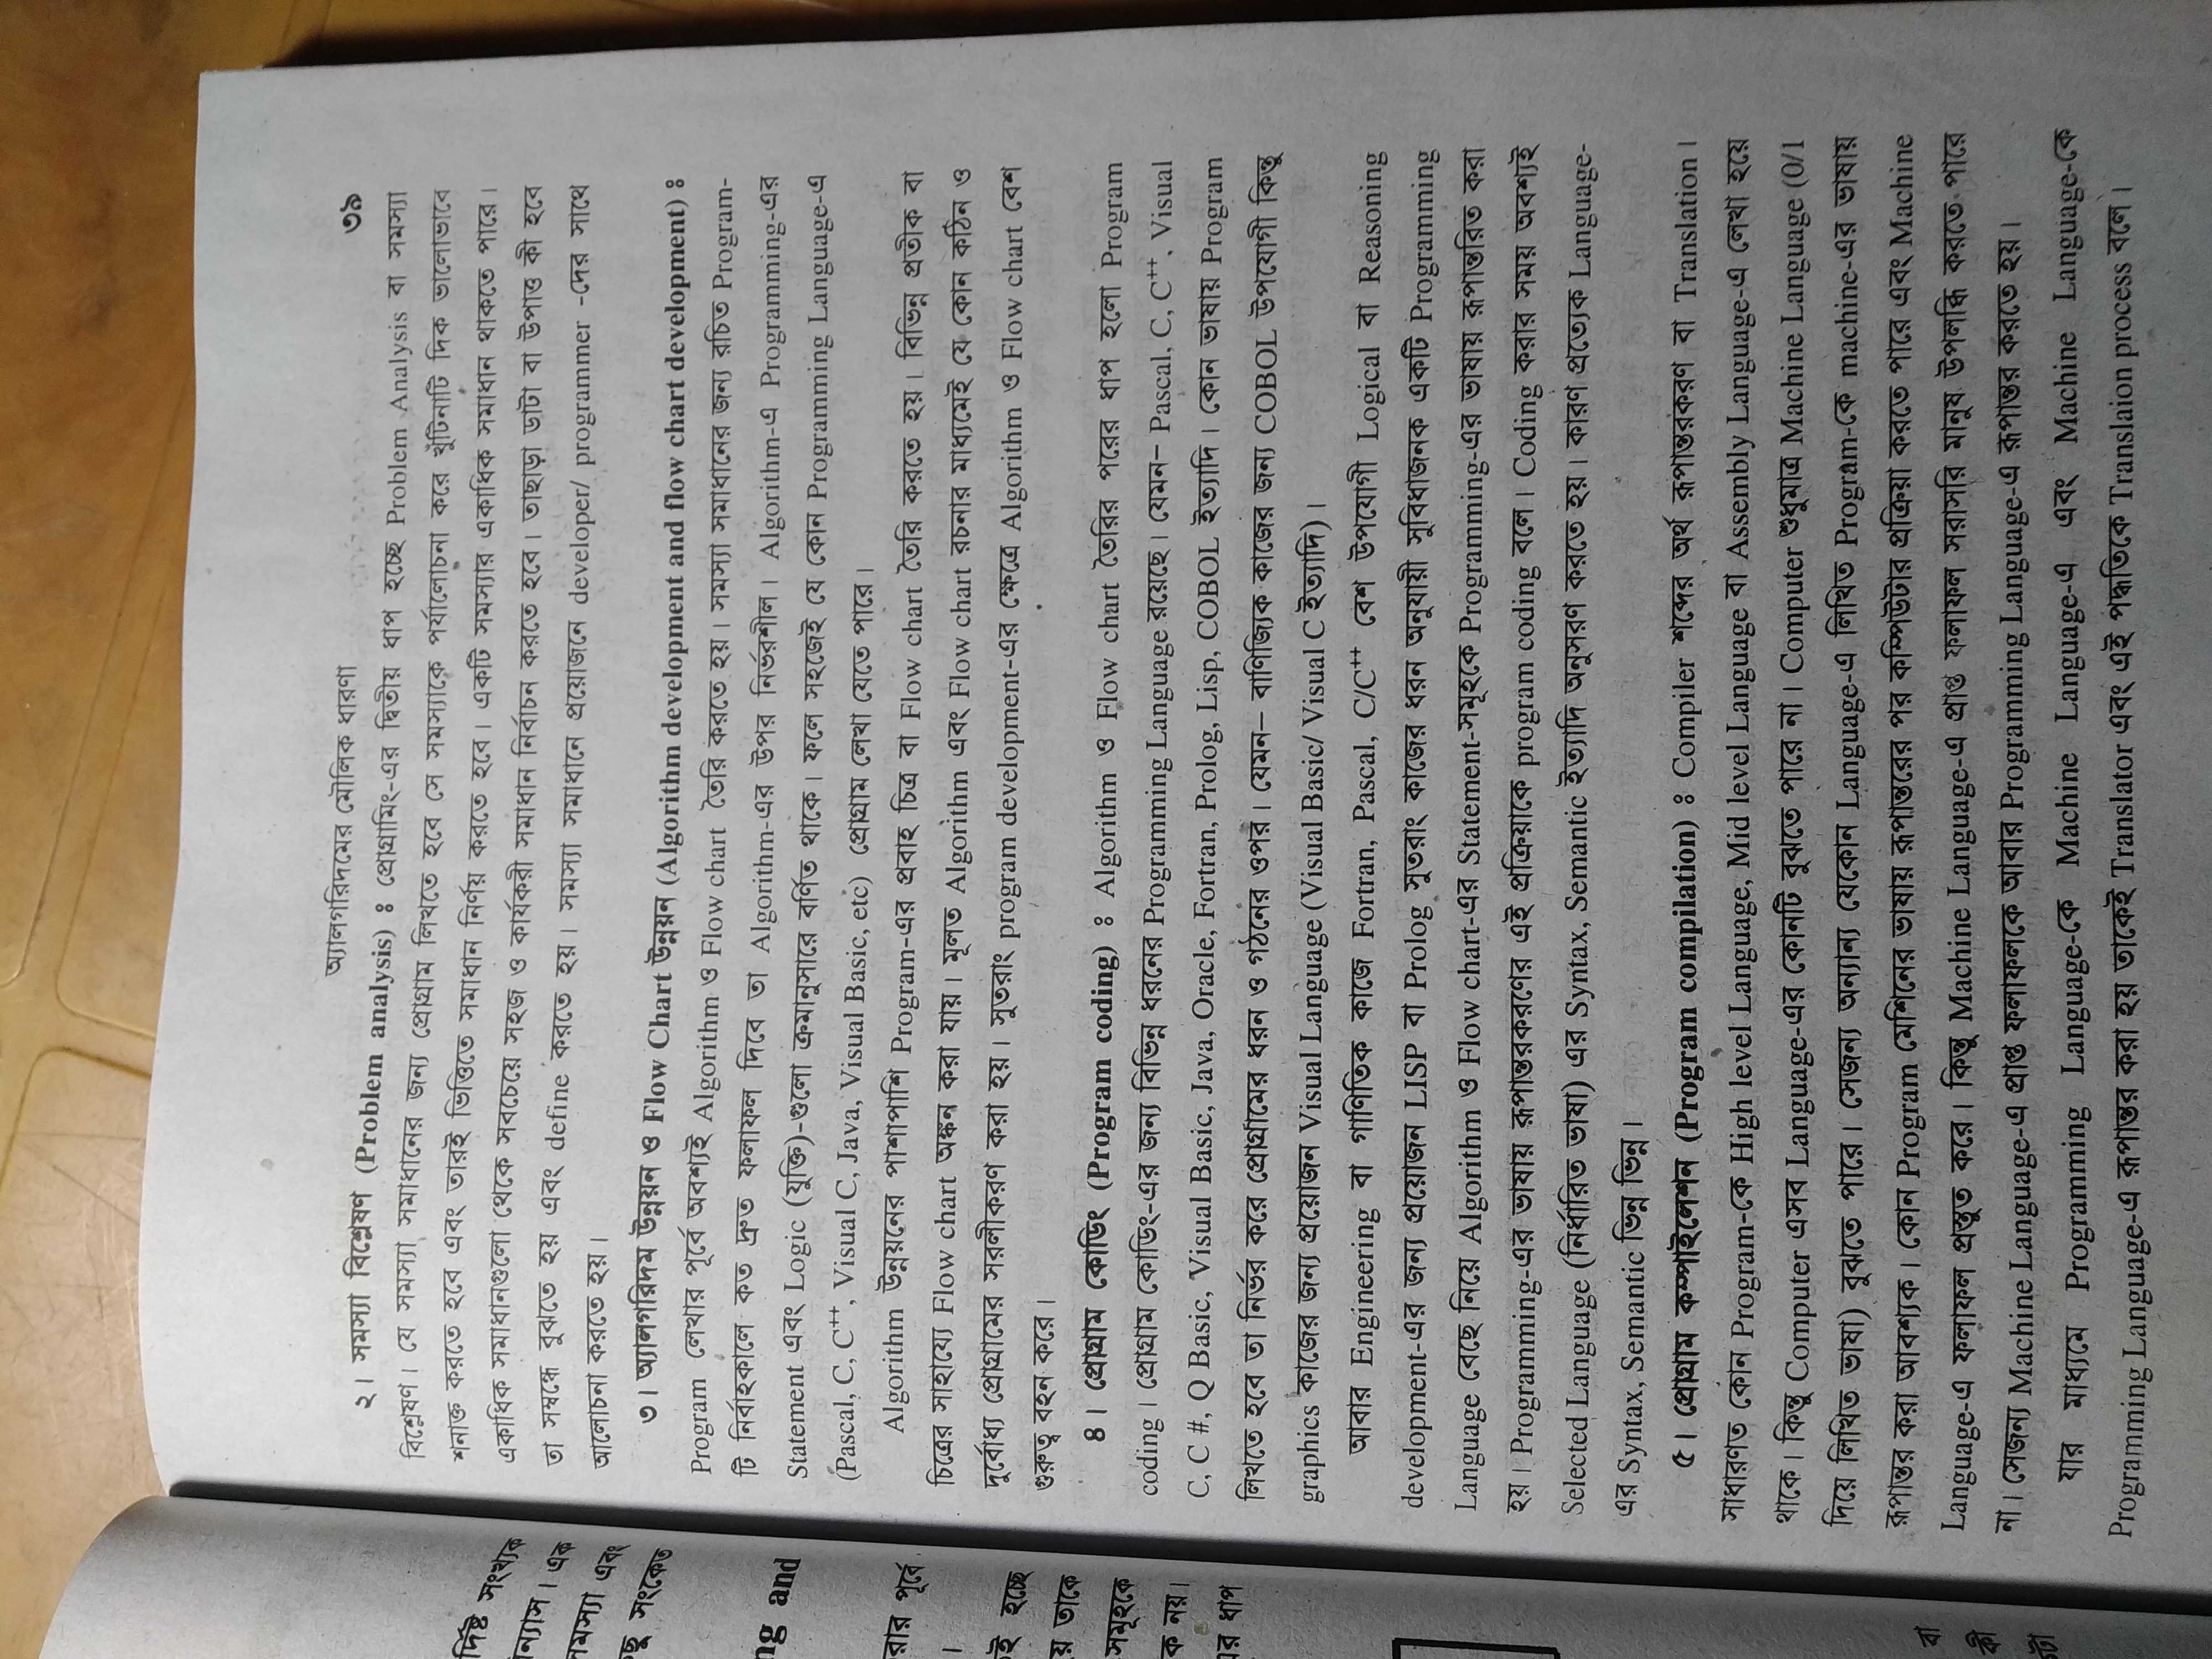 অ্যালগরিদমের মৌলিক ধারণা ৩৯
২। সমস্যা বিশ্লেষণ (Problem analysis) ঃ প্রোগ্রামিং-এর দ্বিতীয় ধাপ হচ্ছে Problem Analysis বা সমস্যা
বিশ্লেষণ। যে সমস্যা সমাধানের জন্য প্রোগ্রাম লিখতে হবে সে সমস্যাকে পর্যালোচনা করে খুঁটিনাটি দিক ভালোভাবে
শনাক্ত করতে হবে এবং তারই ভিত্তিতে সমাধান নির্ণয় করতে হবে। একটি সমস্যার একাধিক সমাধান থাকতে পারে।
একাধিক সমাধানগুলো থেকে সবচেয়ে সহজ ও কার্যকরী সমাধান নির্বাচন করতে হবে। তাছাড়া ডাটা বা উপাত্ত কী হবে
তা সম্বন্ধে বুঝতে হয় এবং define করতে হয়। সমস্যা সমাধানে প্রয়োজনে developer/ programmer -দের সাথে
আলোচনা করতে হয়।
৩। অ্যালগরিদম উন্নয়ন ও Flow Chart উন্নয়ন (Algorithm development and flow chart development) ঃ
Program লেখার পূর্বে অবশ্যই Algorithm ও Flow chart তৈরি করতে হয়। সমস্যা সমাধানের জন্য রচিত Program-
টি নির্বাহকালে কত দ্রুত ফলাফল দিবে তা Algorithm-এর উপর নির্ভরশীল। Algorithm-এ Programming-এর
Statement এবং Logic (যুক্তি)-গুলো ক্রমানুসারে বর্ণিত থাকে। ফলে সহজেই যে কোন Programming Language-এ
(Pascal, C, C++, Visual C, Java, Visual Basic, etc) প্রোগ্রাম লেখা যেতে পারে।
Algorithm উন্নয়নের পাশাপাশি Program-এর প্রবাহ চিত্র বা Flow chart তৈরি করতে হয়। বিভিন্ন প্রতীক বা
চিত্রের সাহায্যে Flow chart অঙ্কন করা যায়। মূলত Algorithm এবং Flow chart রচনার মাধ্যমেই যে কোন কঠিন ও
দুর্বোধ্য প্রোগ্রামের সরলীকরণ করা হয়। সুতরাং program development-এর ক্ষেত্রে Algorithm ও Flow chart বেশ
গুরুত্ব বহন করে।
৪। প্রোগ্রাম কোডিং (Program coding) ঃ Algorithm ও Flow chart তৈরির পরের ধাপ হলো Program
coding। প্রোগ্রাম কোডিং-এর জন্য বিভিন্ন ধরনের Programming Language রয়েছে। যেমন– Pascal, C, C++, Visual
C, C #, Q Basic, Visual Basic, Java, Oracle, Fortran, Prolog, Lisp, COBOL ইত্যাদি। কোন ভাষায় Program
লিখতে হবে তা নির্ভর করে প্রোগ্রামের ধরন ও গঠনের ওপর। যেমন– বাণিজ্যিক কাজের জন্য COBOL উপযোগী কিন্তু
graphics কাজের জন্য প্রয়োজন Visual Language (Visual Basic/ Visual C ইত্যাদি)।
আবার Engineering বা গাণিতিক কাজে Fortran, Pascal, C/C++ বেশ উপযোগী Logical বা Reasoning
development-এর জন্য প্রয়োজন LISP বা Prolog সুতরাং কাজের ধরন অনুযায়ী সুবিধাজনক একটি Programming
Language বেছে নিয়ে Algorithm ও Flow chart-এর Statement-সমূহকে Programming-এর ভাষায় রূপান্তরিত করা
হয়। Programming-এর ভাষায় রূপান্তরকরণের এই প্রক্রিয়াকে program coding বলে। Coding করার সময় অবশ্যই
Selected Language (নির্ধারিত ভাষা) এর Syntax, Semantic ইত্যাদি অনুসরণ করতে হয়। কারণ প্রত্যেক Language-
এর Syntax, Semantic ভিন্ন ভিন্ন।
৫। প্রোগ্রাম কম্পাইলেশন (Program compilation) ঃ Compiler শব্দের অর্থ রূপান্তরকরণ বা Translation।
সাধারণত কোন Program-কে High level Language, Mid level Language বা Assembly Language-এ লেখা হয়ে
থাকে। কিন্তু Computer এসব Language-এর কোনটি বুঝতে পারে না। Computer শুধুমাত্র Machine Language (0/1
দিয়ে লিখিত ভাষা) বুঝতে পারে। সেজন্য অন্যান্য যেকোন Language-এ লিখিত Program-কে machine-এর ভাষায়
রূপান্তর করা আবশ্যক। কোন Program মেশিনের ভাষায় রূপান্তরের পর কম্পিউটার প্রক্রিয়া করতে পারে এবং Machine
Language-এ ফলাফল প্রস্তুত করে। কিন্তু Machine Language-এ প্রাপ্ত ফলাফল সরাসরি মানুষ উপলব্ধি করতে পারে
না। সেজন্য Machine Language-এ প্রাপ্ত ফলাফলকে আবার Programming Language-এ রূপান্তর করতে হয়।
যার মাধ্যমে Programming Language-কে Machine Language-এ এবং Machine Language-কে
Programming Language-এ রূপান্তর করা হয় তাকেই Translator এবং এই পদ্ধতিকে Translaion process বলে।
র্দিষ্ট সংখ্যক
ন্যাস। এক
সমস্যা এবং
ছু সংকেত
ng and
রার পূর্বে
।
তই হচ্ছে
য় তাকে
সমূহকে
ক নয়।
এর ধাপ
বা
কী
টা